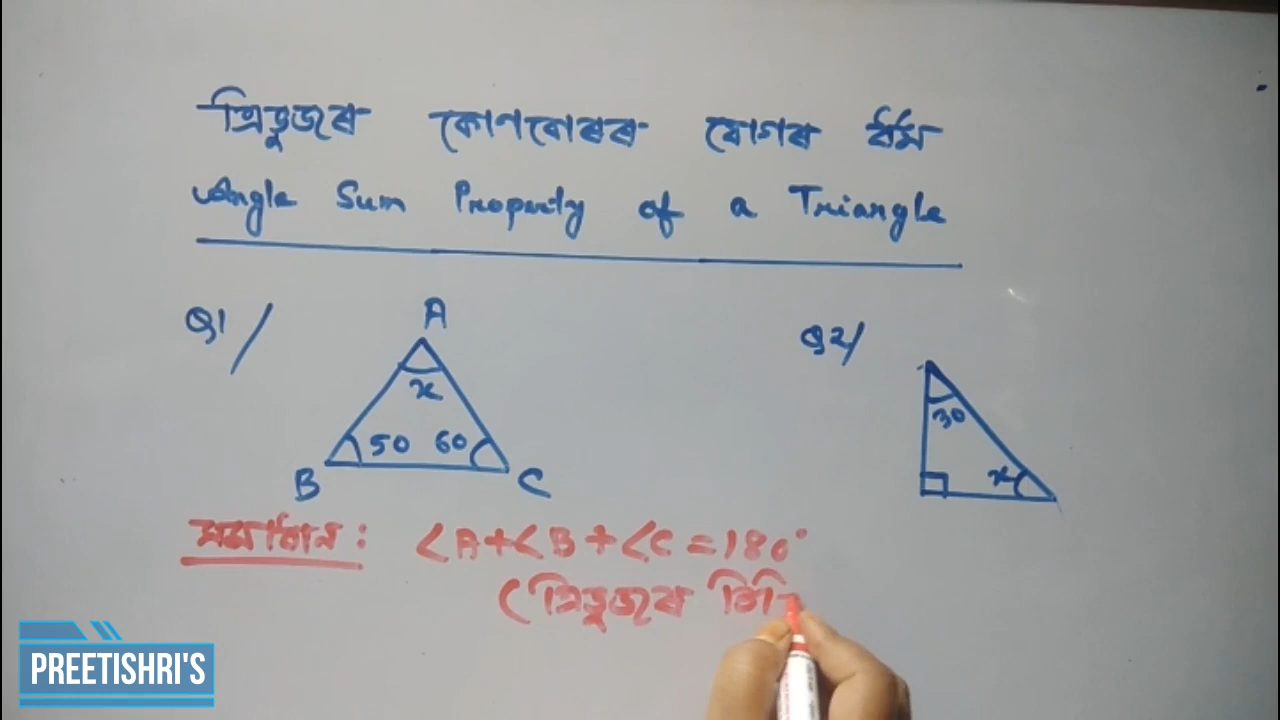 ত্রিভুজৰ কোণবোৰৰ যোগৰ ধৰ্ম
Angle Sum Property of a Triangle
Q1/
A
x
50 60
B C
Q2/
30
x
সমাধান: ∠A+∠B+∠C=180°
(ত্রিভুজৰ
PREETISHRI'S